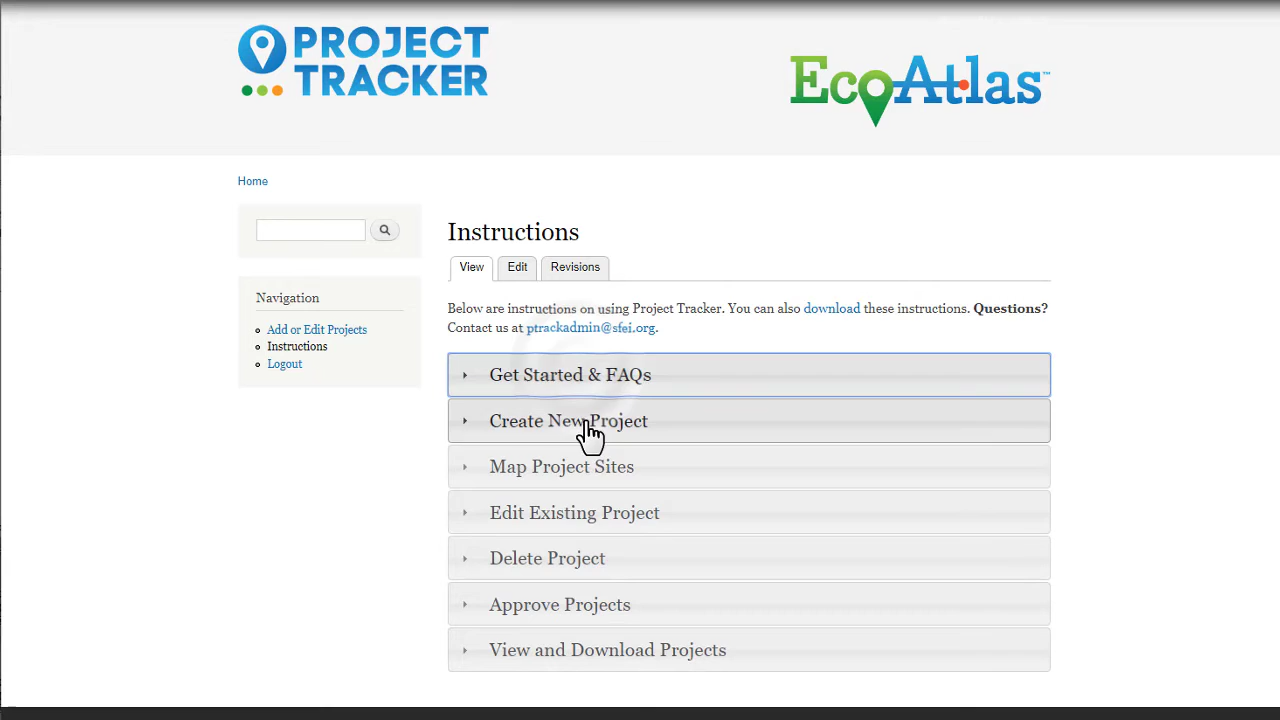 PROJECT
TRACKER
EcoAtlas™
Home
Instructions
View Edit Revisions
Navigation
Add or Edit Projects
Instructions
Logout
Below are instructions on using Project Tracker. You can also download these instructions. Questions?
Contact us at ptrackadmin@sfei.org.
Get Started & FAQs
Create New Project
Map Project Sites
Edit Existing Project
Delete Project
Approve Projects
View and Download Projects